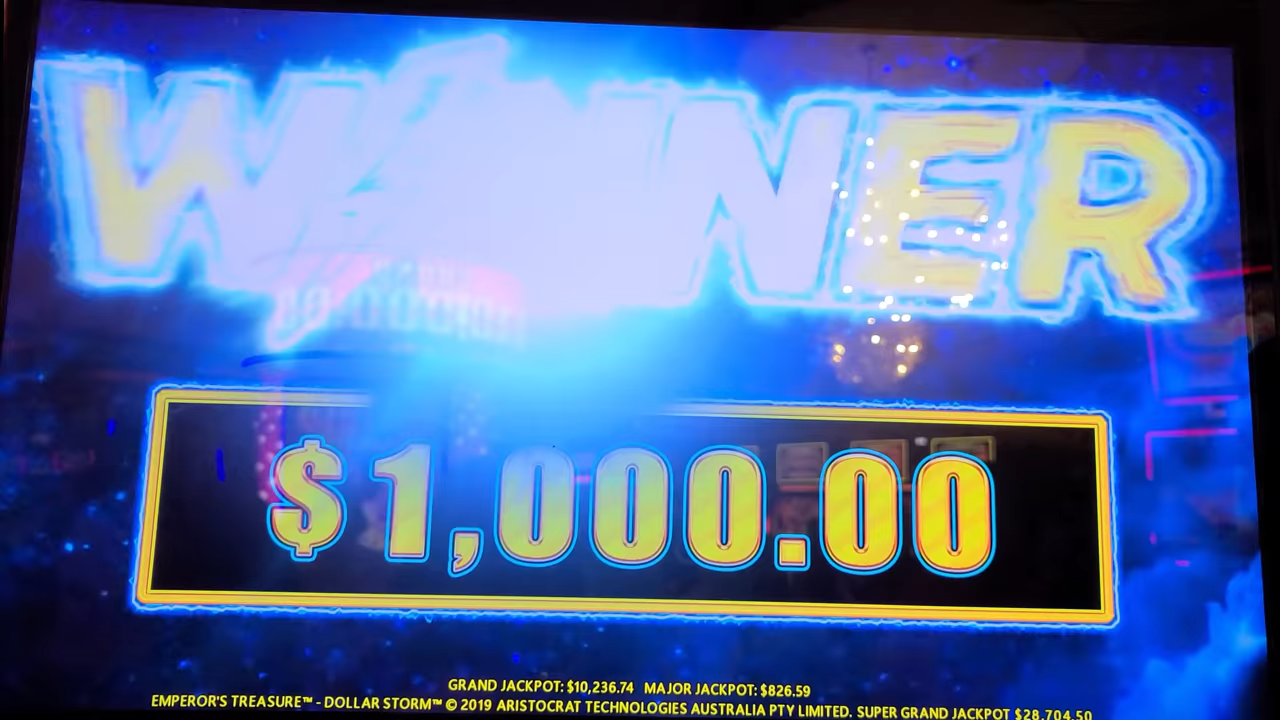 WINNER
$1,000.00
GRAND JACKPOT: $10,236.74 MAJOR JACKPOT: $826.59
EMPEROR'S TREASURE™ - DOLLAR STORM™ © 2019 ARISTOCRAT TECHNOLOGIES AUSTRALIA PTY LIMITED. SUPER GRAND JACKPOT $28,704.50